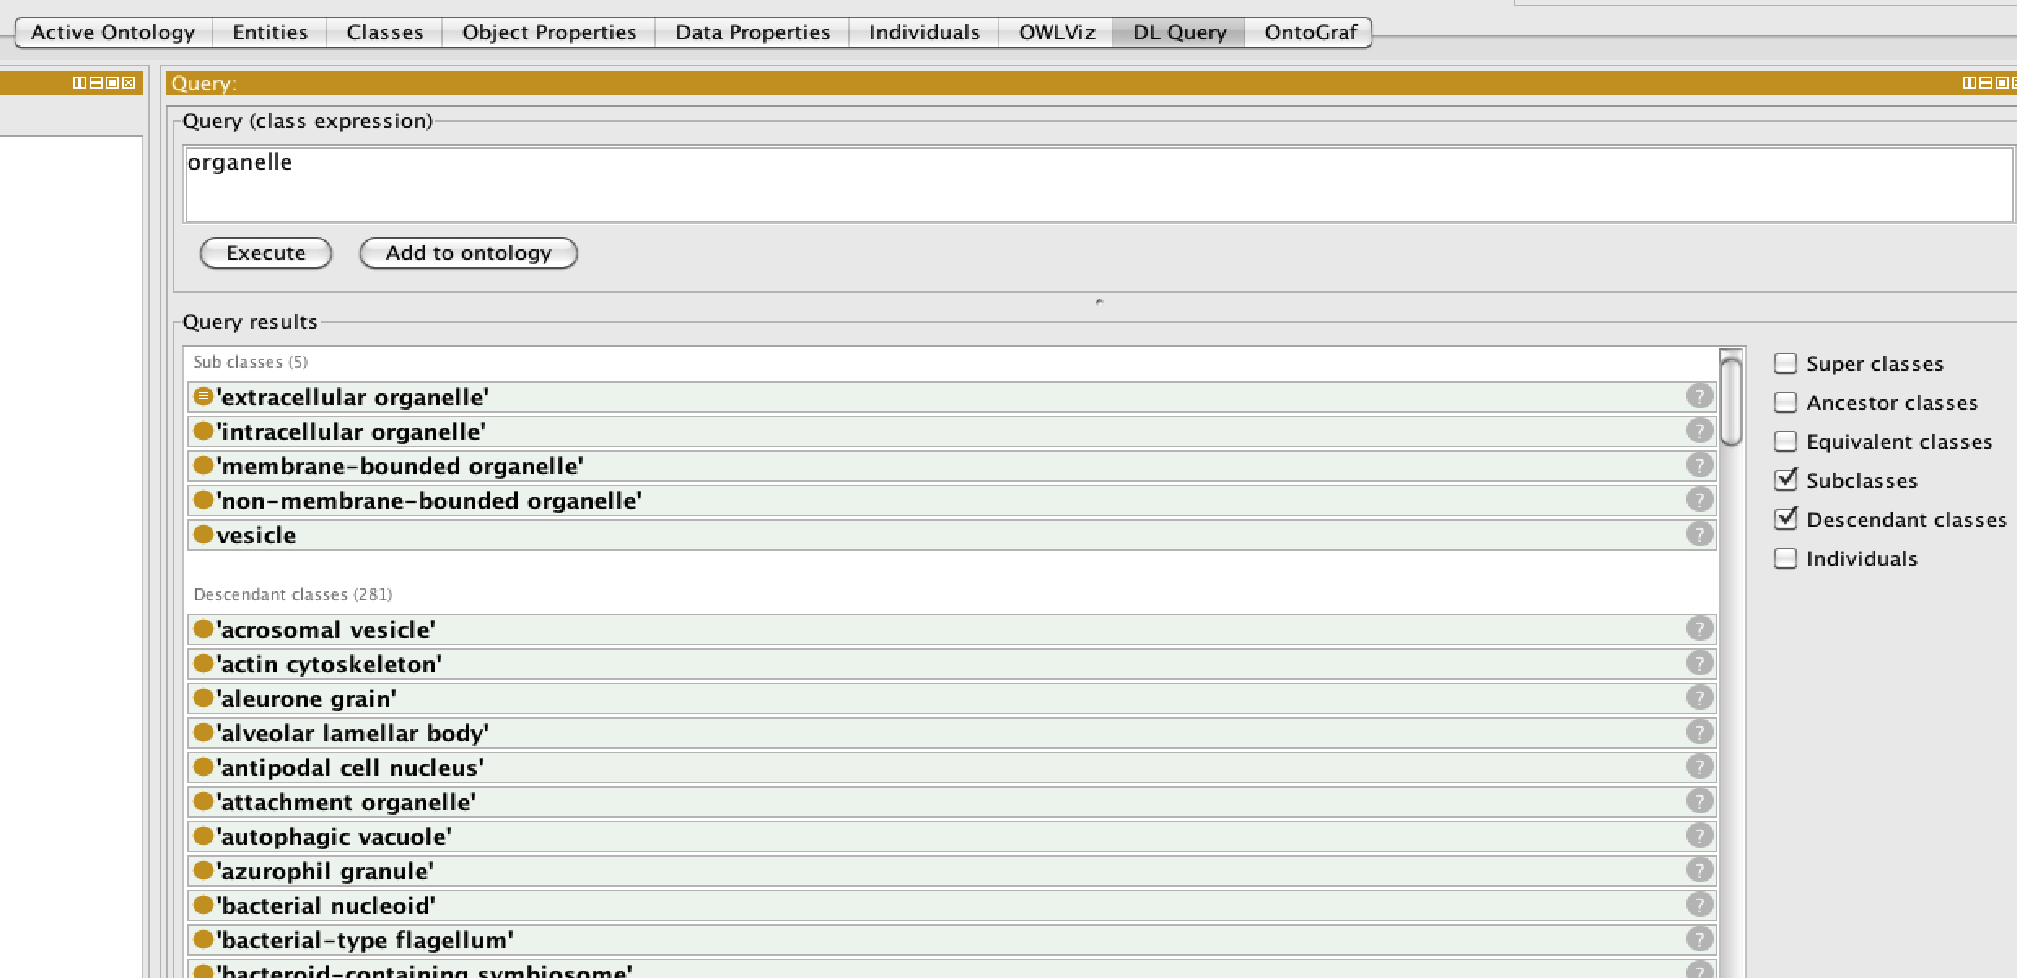 Active Ontology Entities Classes Object Properties Data Properties Individuals OWLViz DL Query OntoGraf
Query:
Query (class expression)
organelle
Execute Add to ontology
Query results
Sub classes (5)
'extracellular organelle' ?
'intracellular organelle' ?
'membrane-bounded organelle' ?
'non-membrane-bounded organelle' ?
vesicle ?
Descendant classes (281)
'acrosomal vesicle' ?
'actin cytoskeleton' ?
'aleurone grain' ?
'alveolar lamellar body' ?
'antipodal cell nucleus' ?
'attachment organelle' ?
'autophagic vacuole' ?
'azurophil granule' ?
'bacterial nucleoid' ?
'bacterial-type flagellum' ?
'bacteroid-containing symbiosome' ?
Super classes
Ancestor classes
Equivalent classes
Subclasses
Descendant classes
Individuals